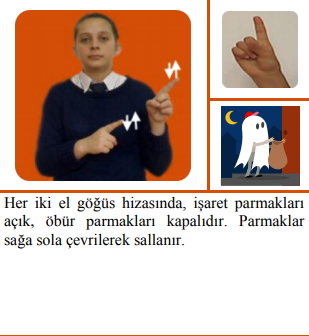 Her iki el göğüs hizasında, işaret parmakları
açık, öbür parmakları kapalıdır. Parmaklar
sağa sola çevrilerek sallanır.